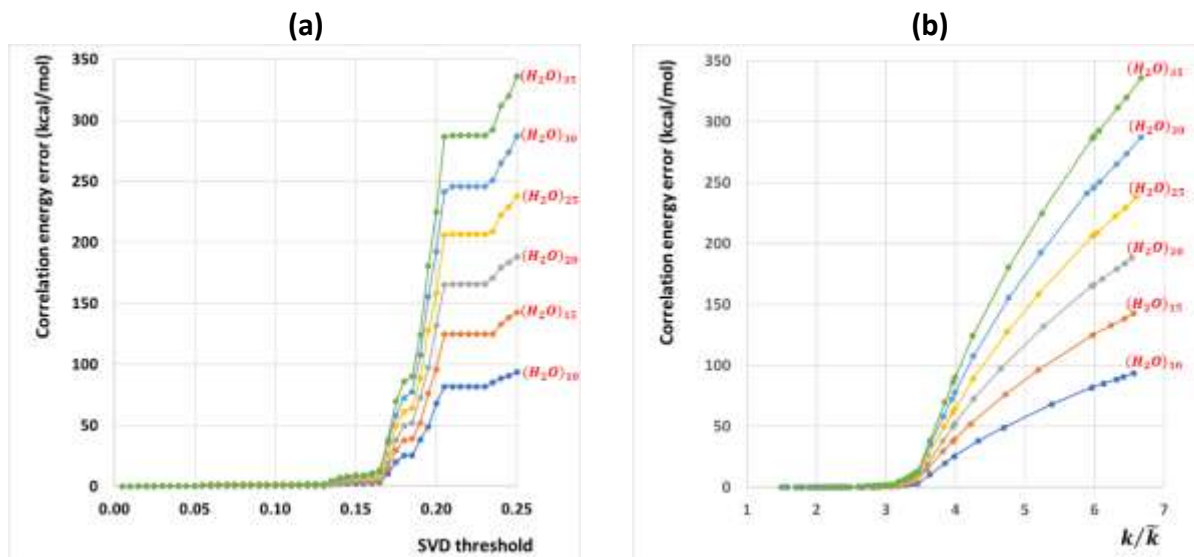 (a)
350
300
250
200
150
100
50
0
Correlation energy error (kcal/mol)
0.00 0.05 0.10 0.15 0.20 0.25
SVD threshold
(H₂O)₃₅
(H₂O)₃₀
(H₂O)₂₅
(H₂O)₂₀
(H₂O)₁₅
(H₂O)₁₀
(b)
350
300
250
200
150
100
50
0
Correlation energy error (kcal/mol)
1 2 3 4 5 6 7
k/k̃
(H₂O)₃₅
(H₂O)₃₀
(H₂O)₂₅
(H₂O)₂₀
(H₂O)₁₅
(H₂O)₁₀